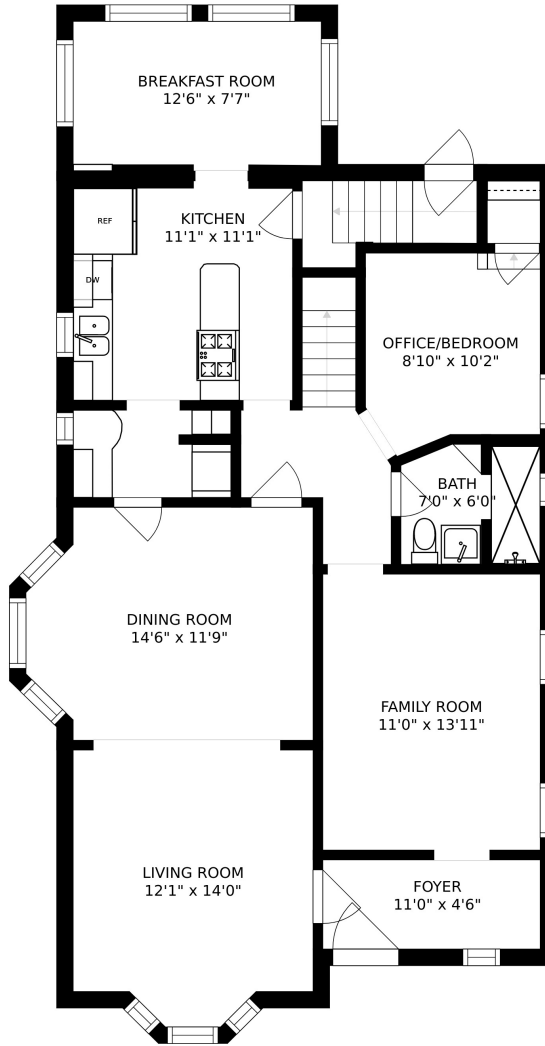 BREAKFAST ROOM
12'6" x 7'7"
REF
KITCHEN
11'1" x 11'1"
DW
OFFICE/BEDROOM
8'10" x 10'2"
BATH
7'0" x 6'0"
DINING ROOM
14'6" x 11'9"
FAMILY ROOM
11'0" x 13'11"
LIVING ROOM
12'1" x 14'0"
FOYER
11'0" x 4'6"